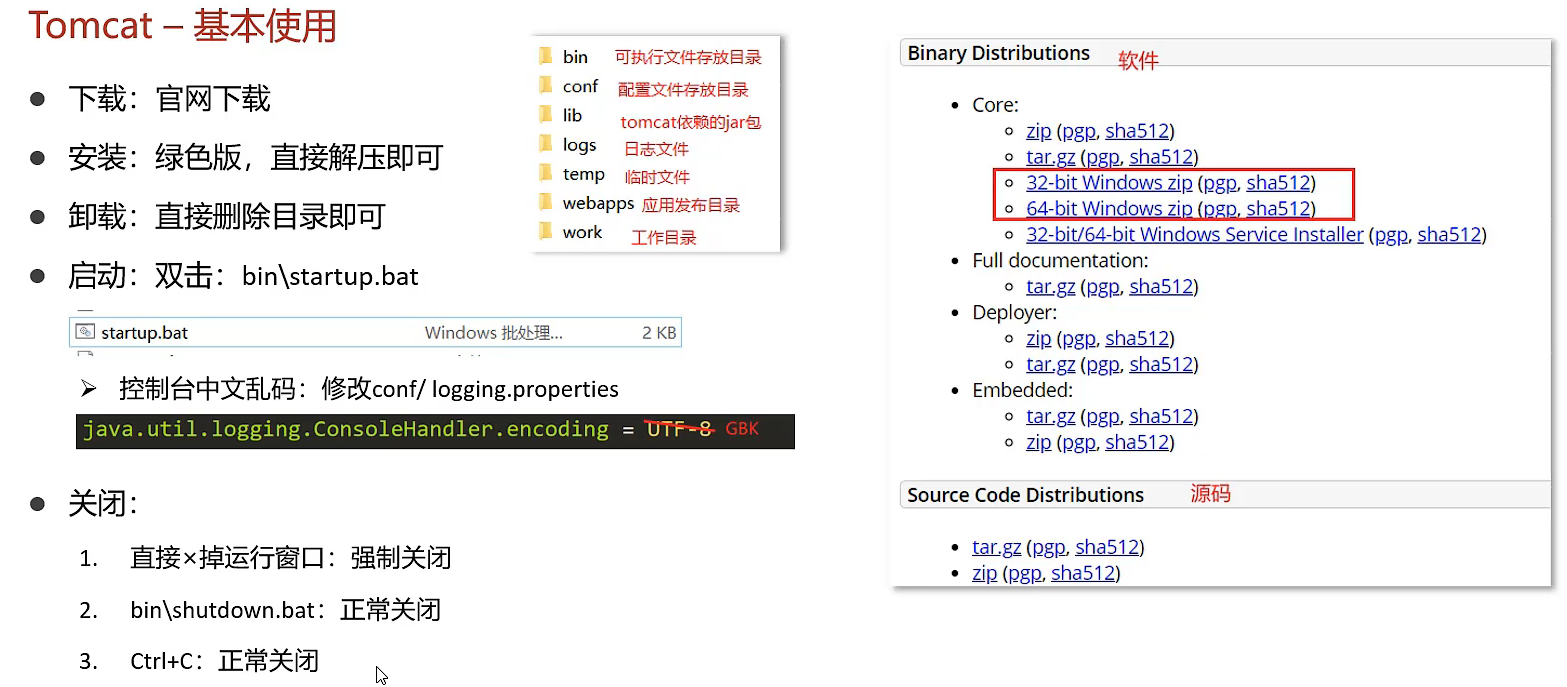 Tomcat – 基本使用
● 下载：官网下载
● 安装：绿色版，直接解压即可
● 卸载：直接删除目录即可
● 启动：双击：bin\startup.bat
startup.bat Windows 批处理... 2 KB
➢ 控制台中文乱码：修改conf/ logging.properties
java.util.logging.ConsoleHandler.encoding = UTF-8 GBK
● 关闭：
1. 直接×掉运行窗口：强制关闭
2. bin\shutdown.bat：正常关闭
3. Ctrl+C：正常关闭
bin 可执行文件存放目录
conf 配置文件存放目录
lib tomcat依赖的jar包
logs 日志文件
temp 临时文件
webapps 应用发布目录
work 工作目录
Binary Distributions 软件
• Core:
zip (pgp, sha512)
tar.gz (pgp, sha512)
32-bit Windows zip (pgp, sha512)
64-bit Windows zip (pgp, sha512)
32-bit/64-bit Windows Service Installer (pgp, sha512)
• Full documentation:
tar.gz (pgp, sha512)
• Deployer:
zip (pgp, sha512)
tar.gz (pgp, sha512)
• Embedded:
tar.gz (pgp, sha512)
zip (pgp, sha512)
Source Code Distributions 源码
• tar.gz (pgp, sha512)
• zip (pgp, sha512)